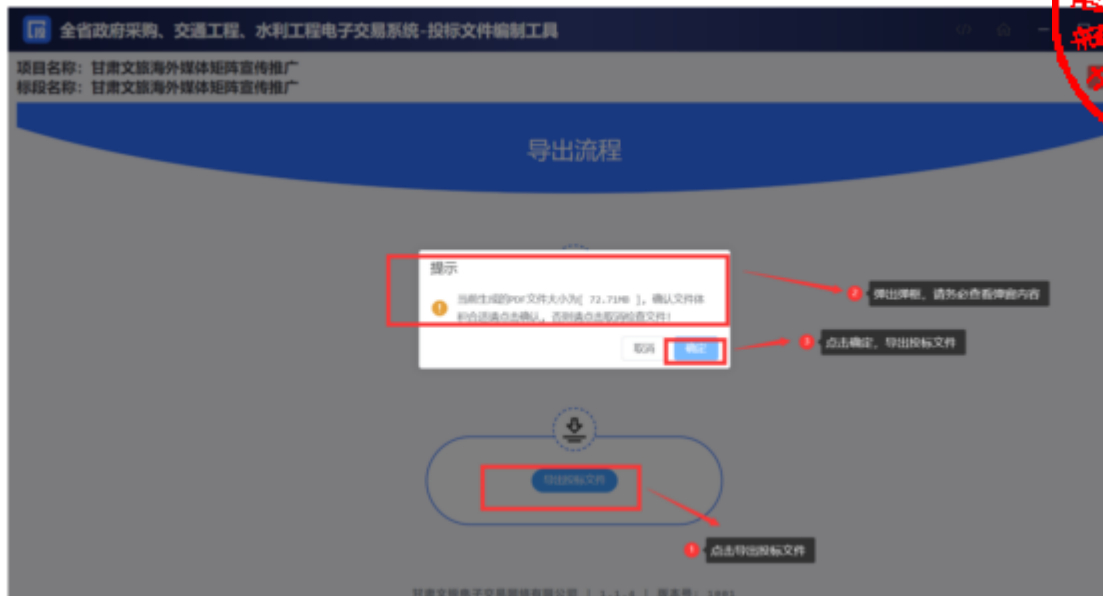 全省政府采购、交通工程、水利工程电子交易系统-投标文件编制工具
项目名称：甘肃文旅海外媒体矩阵宣传推广
标段名称：甘肃文旅海外媒体矩阵宣传推广
导出流程
提示
当前生成的PDF文件大小为[ 72.71MB ]，确认文件体
积合适请点击确认，否则请点击取消检查文件！
取消 确定
2 弹出弹框，请务必查看弹窗内容
3 点击确定，导出投标文件
导出投标文件
1 点击导出投标文件